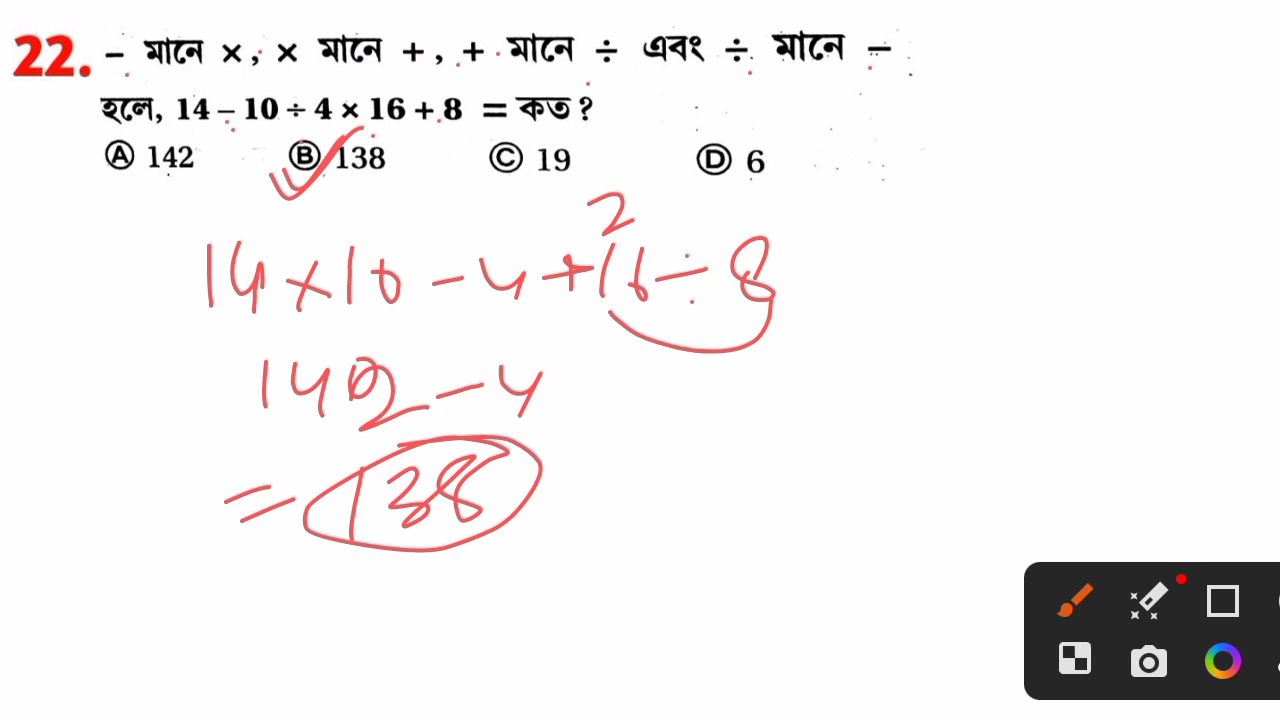 22. – মানে ×, × মানে +, + মানে ÷ এবং ÷ মানে –
হলে, 14 – 10 ÷ 4 × 16 + 8 = কত ?
Ⓐ 142 Ⓑ 138 Ⓒ 19 Ⓓ 6
2
14 × 10 – 4 + 16 ÷ 8
142 – 4
= 138